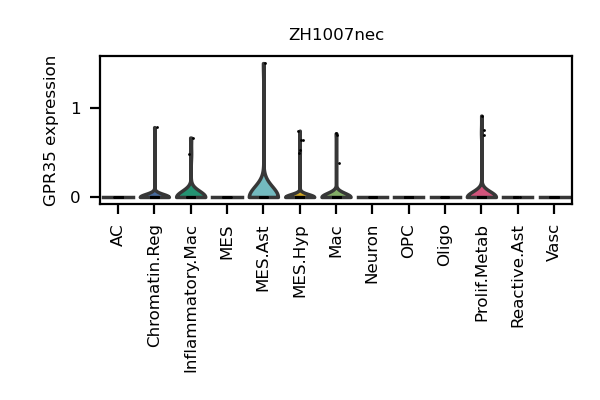 ZH1007nec
GPR35 expression
1
0
AC
Chromatin.Reg
Inflammatory.Mac
MES
MES.Ast
MES.Hyp
Mac
Neuron
OPC
Oligo
Prolif.Metab
Reactive.Ast
Vasc